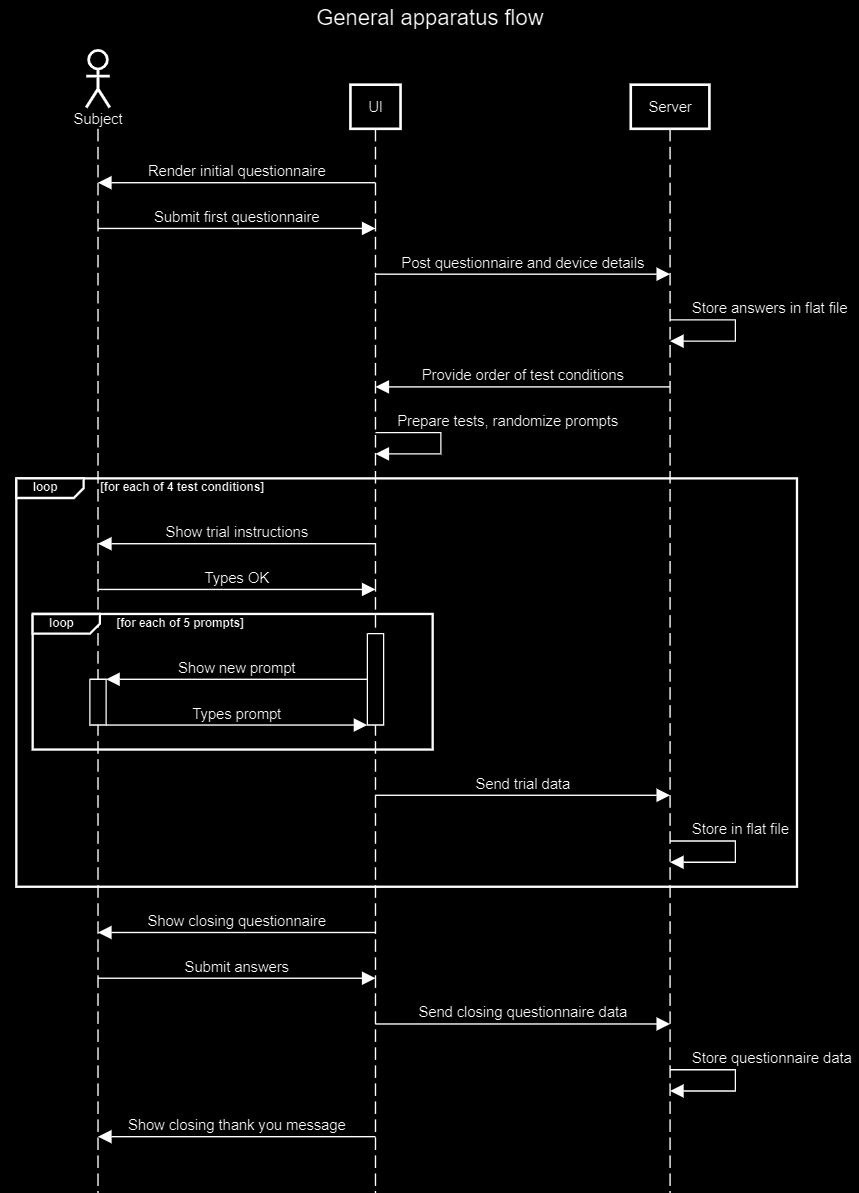 General apparatus flow
Subject
UI
Server
Render initial questionnaire
Submit first questionnaire
Post questionnaire and device details
Store answers in flat file
Provide order of test conditions
Prepare tests, randomize prompts
loop
[for each of 4 test conditions]
Show trial instructions
Types OK
loop
[for each of 5 prompts]
Show new prompt
Types prompt
Send trial data
Store in flat file
Show closing questionnaire
Submit answers
Send closing questionnaire data
Store questionnaire data
Show closing thank you message